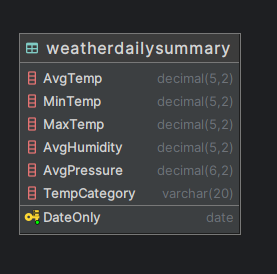 weatherdailysummary
AvgTemp decimal(5,2)
MinTemp decimal(5,2)
MaxTemp decimal(5,2)
AvgHumidity decimal(5,2)
AvgPressure decimal(6,2)
TempCategory varchar(20)
DateOnly date